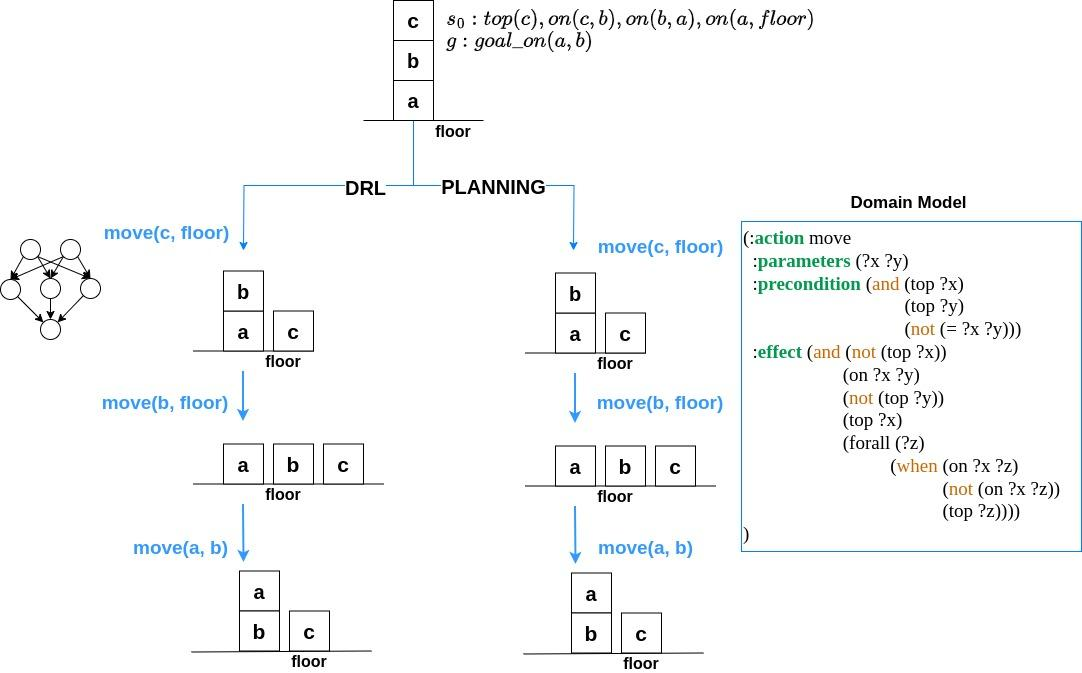 c
s₀ : top(c), on(c, b), on(b, a), on(a, floor)
g : goal_on(a, b)
b
a
floor
DRL
PLANNING
move(c, floor)
b
a
c
floor
move(b, floor)
a
b
c
floor
move(a, b)
a
b
c
floor
move(c, floor)
b
a
c
floor
move(b, floor)
a
b
c
floor
move(a, b)
a
b
c
floor
Domain Model
(:action move
:parameters (?x ?y)
:precondition (and (top ?x)
(top ?y)
(not (= ?x ?y)))
:effect (and (not (top ?x))
(on ?x ?y)
(not (top ?y))
(top ?x)
(forall (?z)
(when (on ?x ?z)
(not (on ?x ?z))
(top ?z))))
)